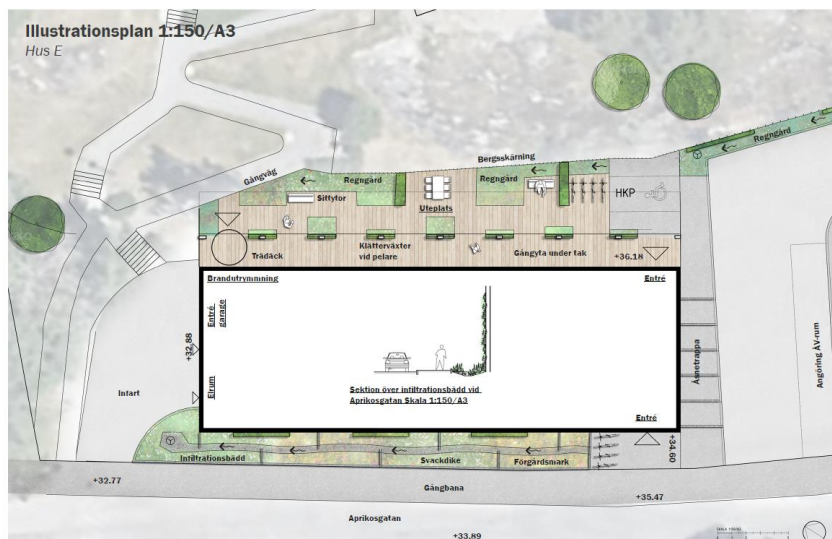 Illustrationsplan 1:150/A3
Hus E
Regngård
Bergsskärning
Gångväg
Regngård
Regngård
HKP
Sittytor
Uteplats
Trädäck
Klätterväxter
vid pelare
Gångyta under tak
+36.18
Brandutrymnning
Entré
Entré
garage
+32.88
Elrum
Infart
Sektion över infiltrationsbädd vid
Aprikosgatan Skala 1:150/A3
Åsnetrappa
Angöring ÅV-rum
Entré
+34.60
Infiltrationsbädd
Svackdike
Förgårdsmark
+32.77
Gångbana
+35.47
Aprikosgatan
+33.89